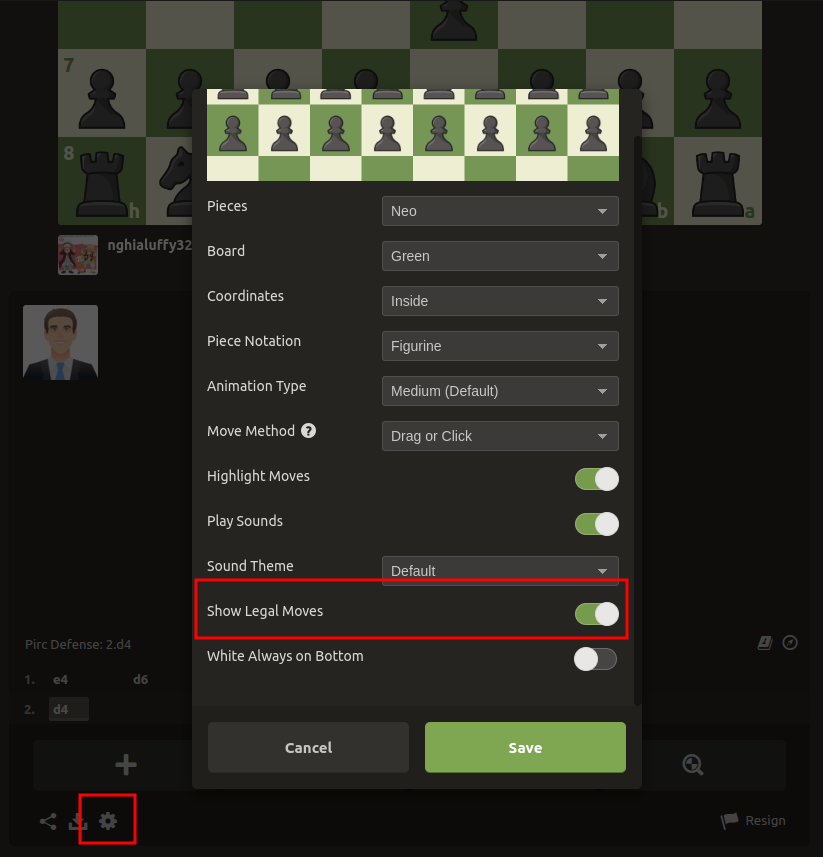 7
8
h
b
a
nghialuffy32
Pieces
Neo
Board
Green
Coordinates
Inside
Piece Notation
Figurine
Animation Type
Medium (Default)
Move Method ?
Drag or Click
Highlight Moves
Play Sounds
Sound Theme
Default
Show Legal Moves
White Always on Bottom
Pirc Defense: 2.d4
1. e4 d6
2. d4
Cancel
Save
Resign